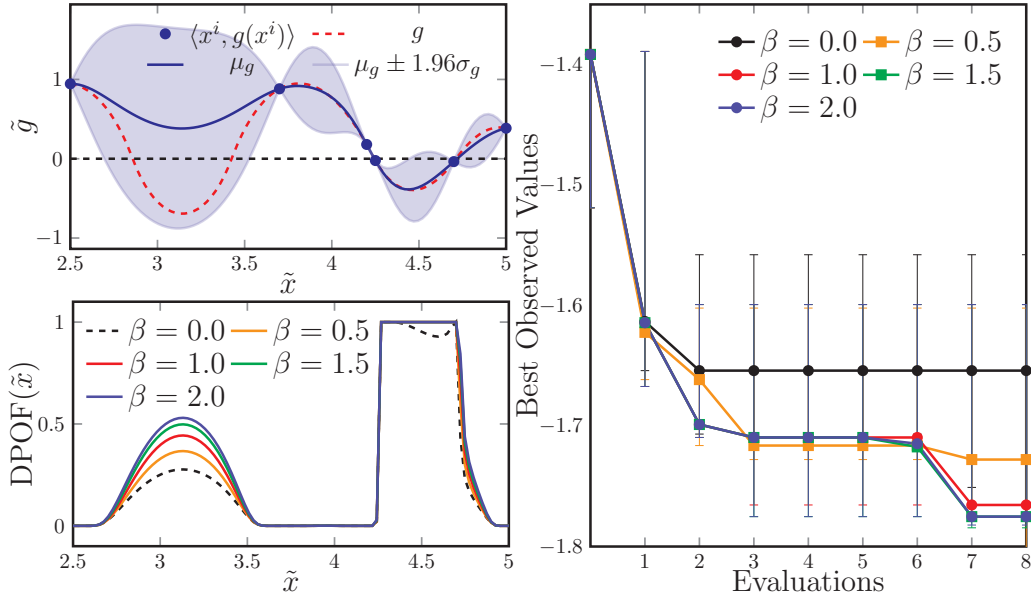 ⟨x^i, g(x^i)⟩ g
μ_g μ_g ± 1.96σ_g
1
0
−1
g̃
2.5 3 3.5 4 4.5 5
x̃
β = 0.0 β = 0.5
β = 1.0 β = 1.5
β = 2.0
1
0.5
0
DPOF(x̃)
2.5 3 3.5 4 4.5 5
x̃
β = 0.0 β = 0.5
β = 1.0 β = 1.5
β = 2.0
−1.4
−1.5
−1.6
−1.7
−1.8
Best Observed Values
1 2 3 4 5 6 7 8
Evaluations